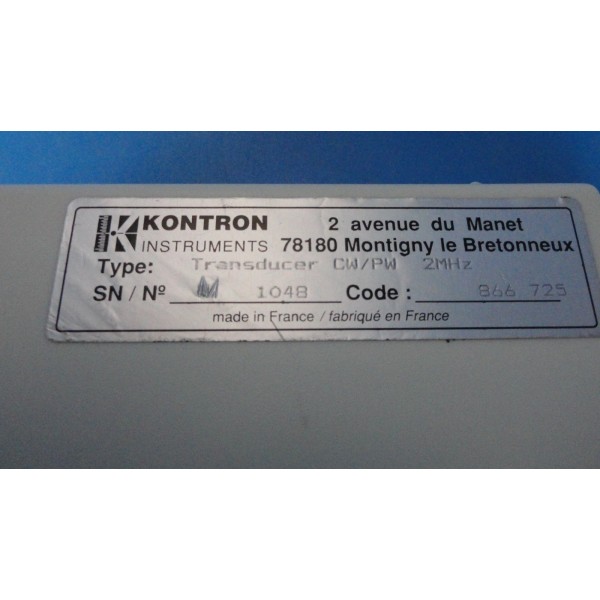 KONTRON
INSTRUMENTS
2 avenue du Manet
78180 Montigny le Bretonneux
Type: Transducer CW/PW 2MHz
SN / Nº M 1048 Code : 866 725
made in France / fabriqué en France